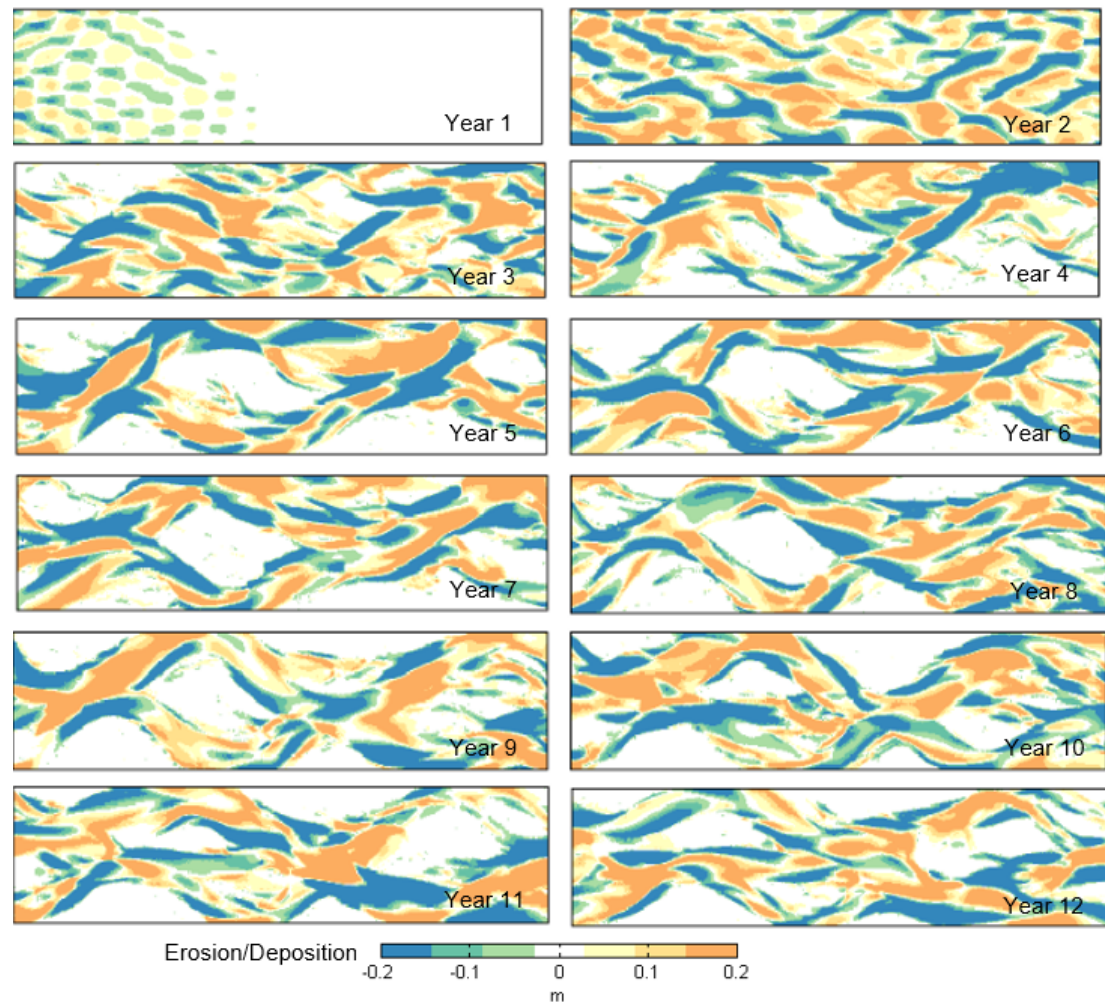 Year 1
Year 2
Year 3
Year 4
Year 5
Year 6
Year 7
Year 8
Year 9
Year 10
Year 11
Year 12
Erosion/Deposition
-0.2 -0.1 0 0.1 0.2
m